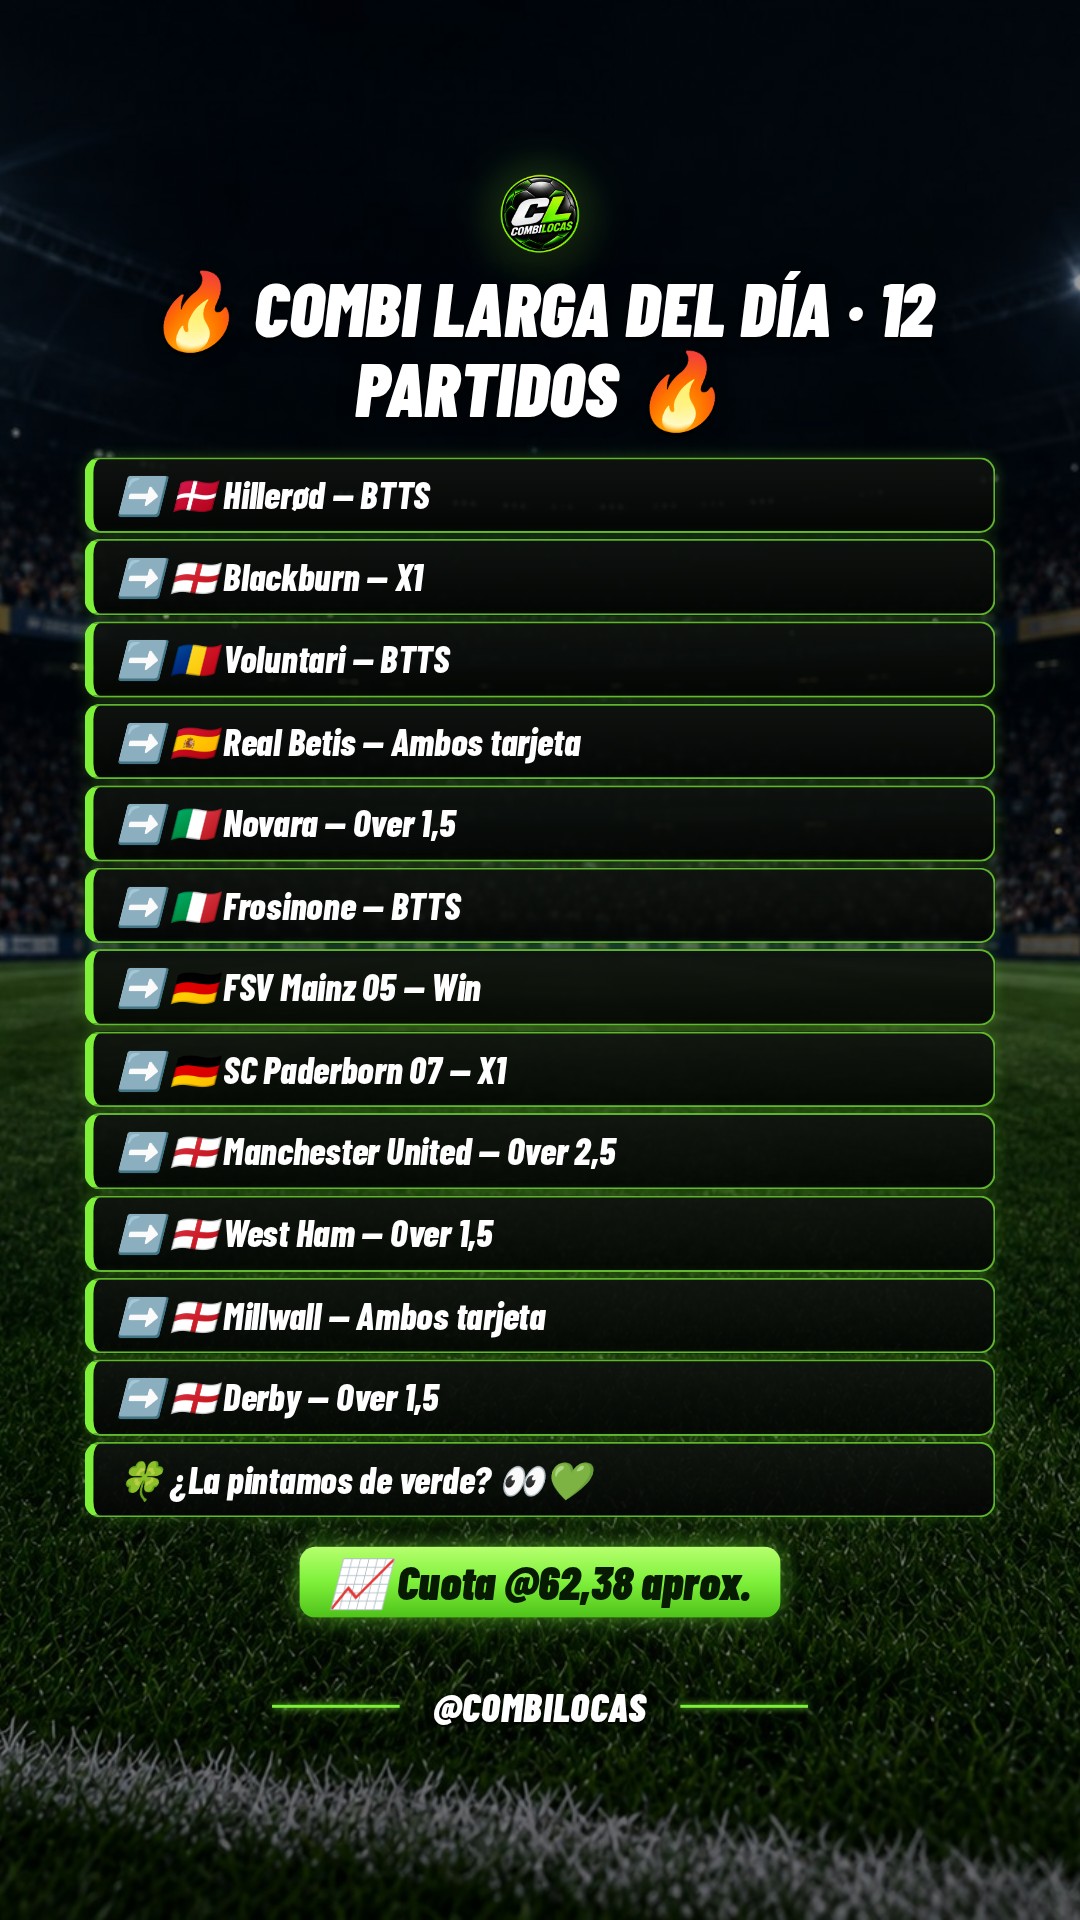 CL
COMBILOCAS
🔥 COMBI LARGA DEL DÍA · 12
PARTIDOS 🔥
➡️ 🇩🇰 Hillerød – BTTS
➡️ 🏴󠁧󠁢󠁥󠁮󠁧󠁿 Blackburn – X1
➡️ 🇷🇴 Voluntari – BTTS
➡️ 🇪🇸 Real Betis – Ambos tarjeta
➡️ 🇮🇹 Novara – Over 1,5
➡️ 🇮🇹 Frosinone – BTTS
➡️ 🇩🇪 FSV Mainz 05 – Win
➡️ 🇩🇪 SC Paderborn 07 – X1
➡️ 🏴󠁧󠁢󠁥󠁮󠁧󠁿 Manchester United – Over 2,5
➡️ 🏴󠁧󠁢󠁥󠁮󠁧󠁿 West Ham – Over 1,5
➡️ 🏴󠁧󠁢󠁥󠁮󠁧󠁿 Millwall – Ambos tarjeta
➡️ 🏴󠁧󠁢󠁥󠁮󠁧󠁿 Derby – Over 1,5
🍀 ¿La pintamos de verde? 👀💚
📈 Cuota @62,38 aprox.
@COMBILOCAS